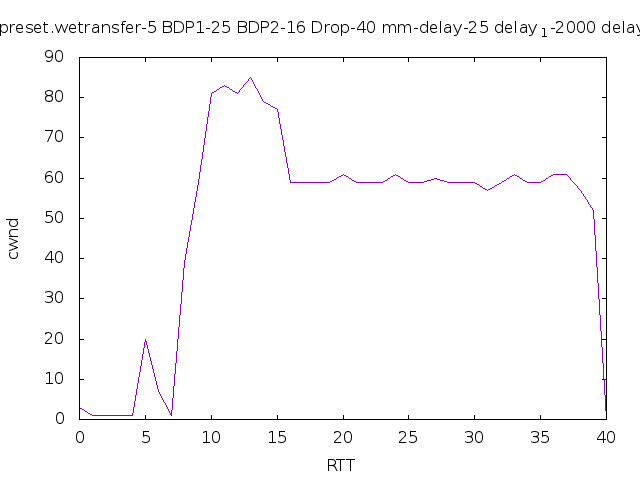 preset.wetransfer-5 BDP1-25 BDP2-16 Drop-40 mm-delay-25 delay₁-2000 delay
90
80
70
60
50
40
30
20
10
0
cwnd
0 5 10 15 20 25 30 35 40
RTT